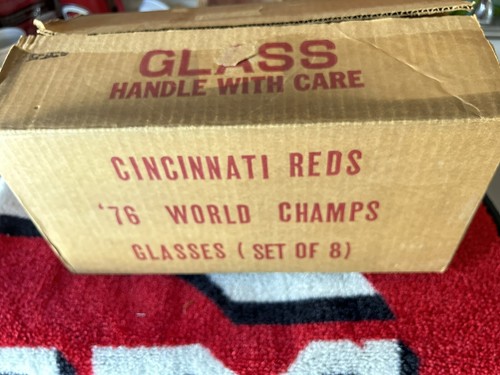 GLASS
HANDLE WITH CARE
CINCINNATI REDS
'76 WORLD CHAMPS
GLASSES (SET OF 8)